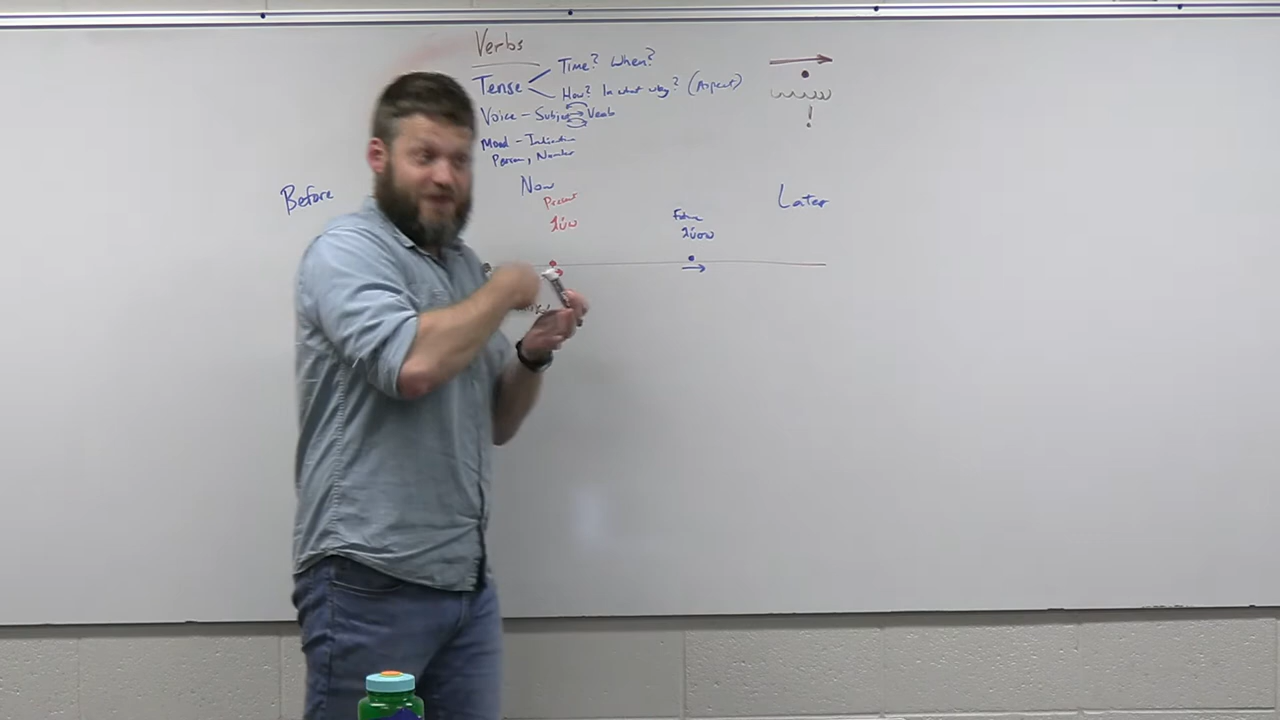 Verbs
Tense Time? When?
How? In what way? (Aspect)
Voice - Subject Verb
Mood - Indicative
Person, Number
Before Now Later
Present
λύω
Future
λύσω
!